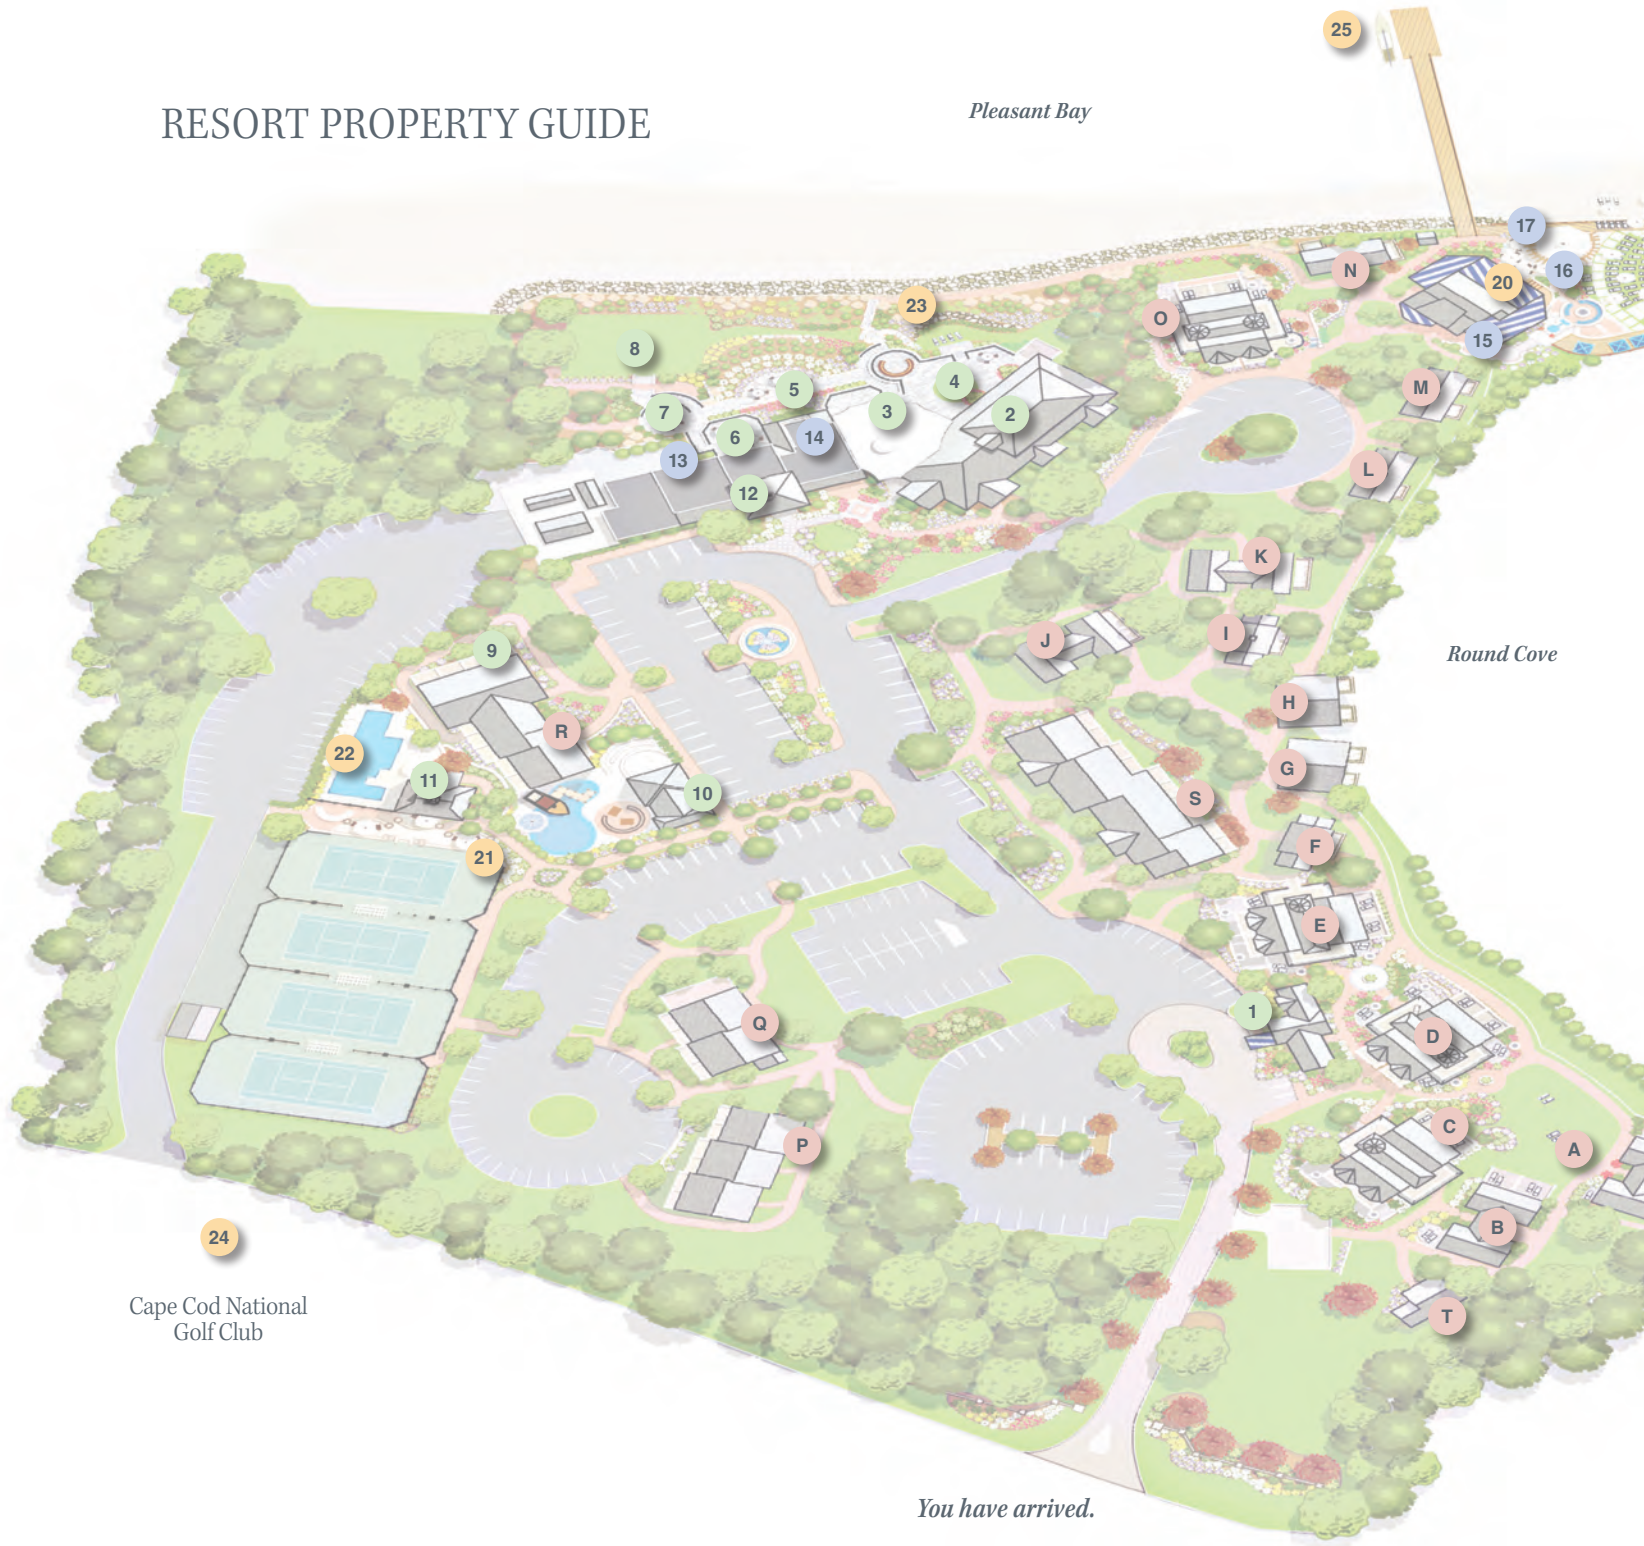 25
RESORT PROPERTY GUIDE
Pleasant Bay
17
N
16
20
23
O
15
8
4
5
M
3
7
2
6
14
13
L
12
K
I
J
9
Round Cove
H
R
22
G
11
10
S
F
21
E
1
Q
D
C
P
A
B
24
Cape Cod National
Golf Club
T
You have arrived.